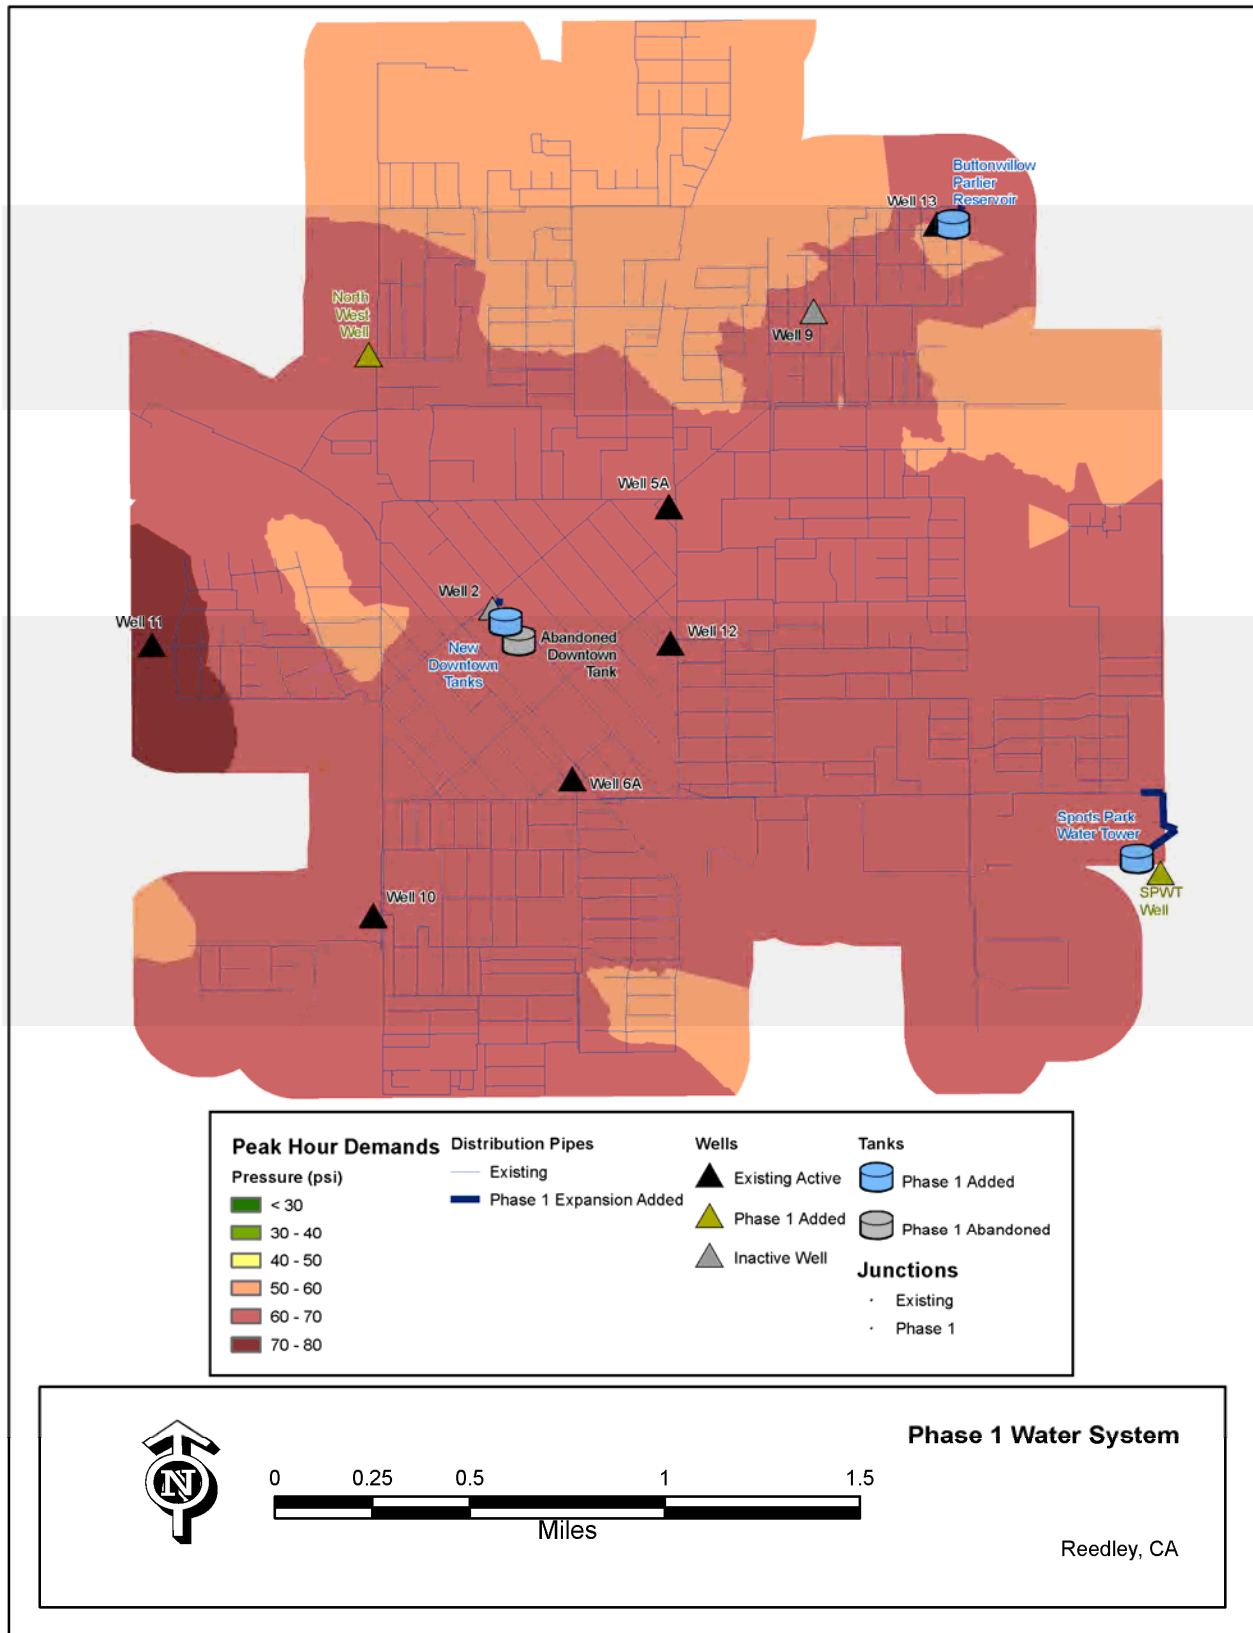 Buttonwillow
Parlier
Reservoir
Well 13
North
West
Well
Well 9
Well 5A
Well 2
Well 11
Well 12
New
Downtown
Tanks
Abandoned
Downtown
Tank
Well 6A
Sports Park
Water Tower
Well 10
SPWT
Well
Peak Hour Demands
Pressure (psi)
< 30
30 - 40
40 - 50
50 - 60
60 - 70
70 - 80
Distribution Pipes
Existing
Phase 1 Expansion Added
Wells
Existing Active
Phase 1 Added
Inactive Well
Tanks
Phase 1 Added
Phase 1 Abandoned
Junctions
Existing
Phase 1
Phase 1 Water System
N
0 0.25 0.5 1 1.5
Miles
Reedley, CA